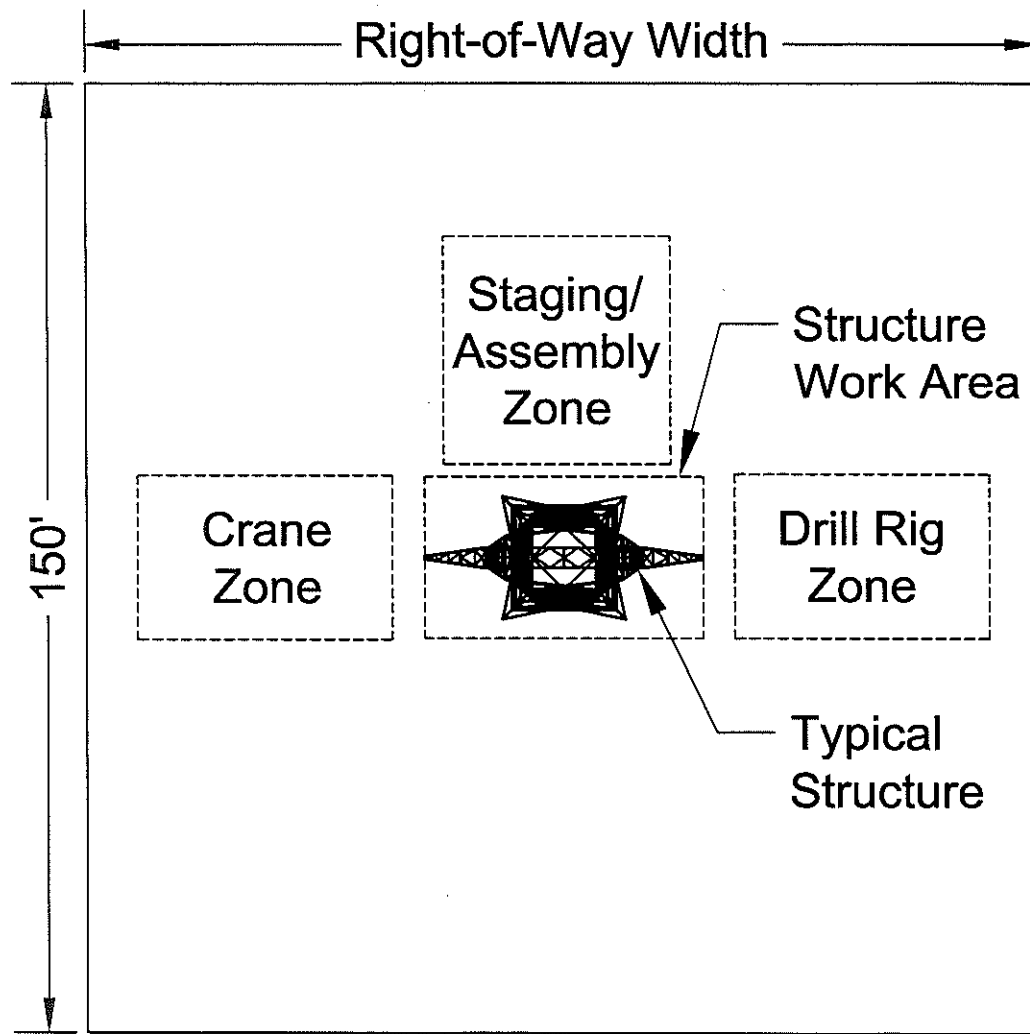 Right-of-Way Width
150'
Staging/
Assembly
Zone
Structure
Work Area
Crane
Zone
Drill Rig
Zone
Typical
Structure